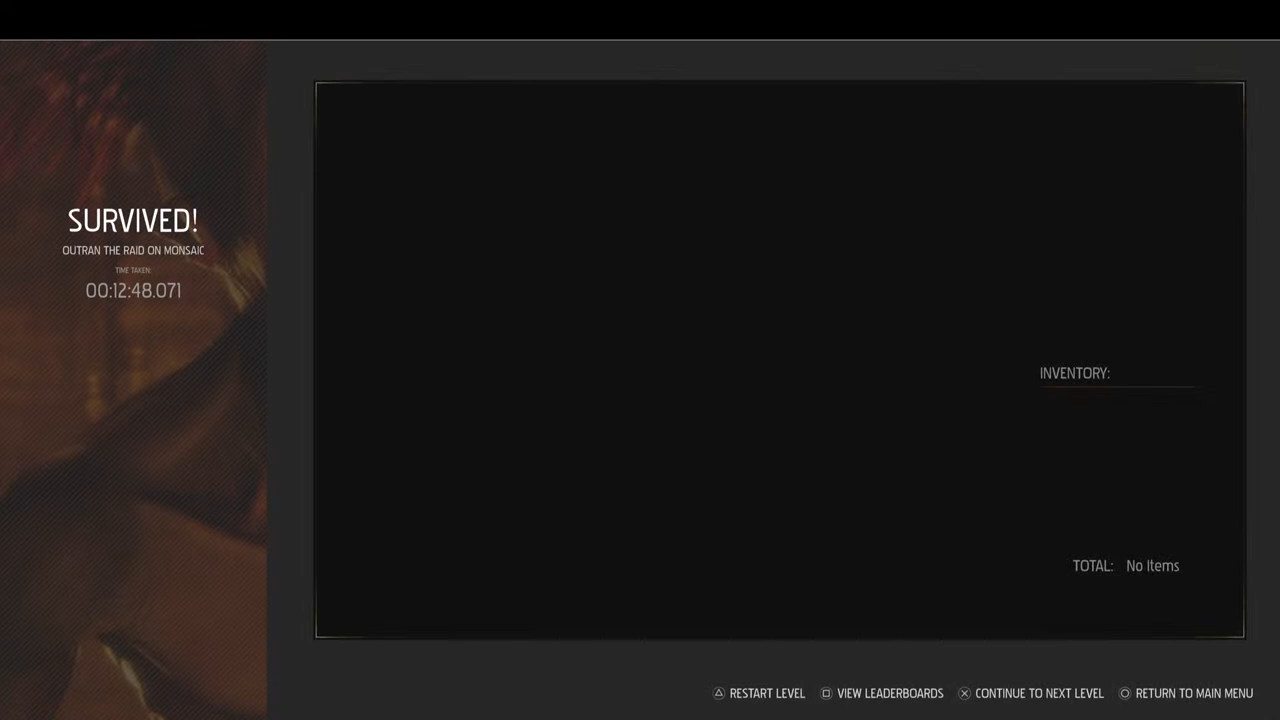 SURVIVED!
OUTRAN THE RAID ON MONSAIC
TIME TAKEN:
00:12:48.071
INVENTORY:
TOTAL: No Items
RESTART LEVEL VIEW LEADERBOARDS CONTINUE TO NEXT LEVEL RETURN TO MAIN MENU